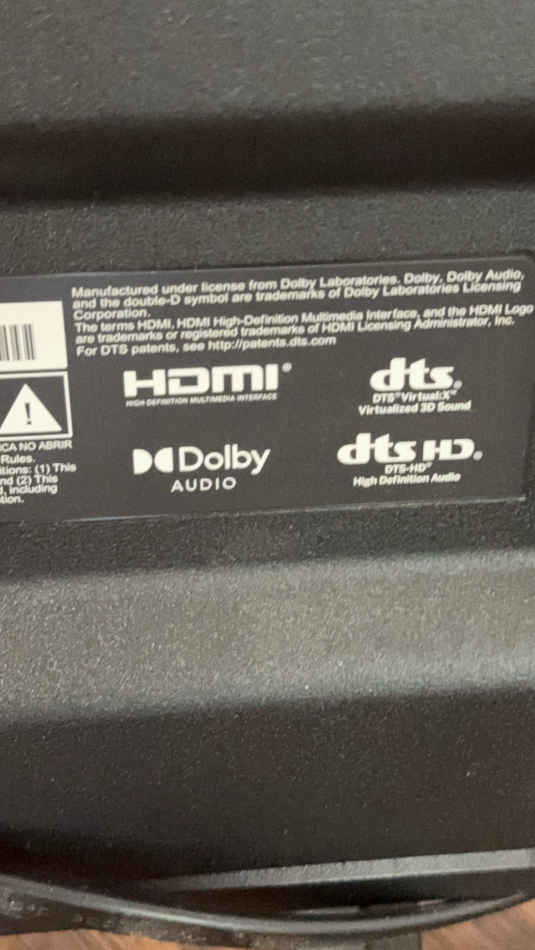 Manufactured under license from Dolby Laboratories. Dolby, Dolby Audio,
and the double-D symbol are trademarks of Dolby Laboratories Licensing
Corporation.
The terms HDMI, HDMI High-Definition Multimedia Interface, and the HDMI Logo
are trademarks or registered trademarks of HDMI Licensing Administrator, Inc.
For DTS patents, see http://patents.dts.com
HDMI®
HIGH-DEFINITION MULTIMEDIA INTERFACE
dts®
DTS®Virtual:X™
Virtualized 3D Sound
Dolby
AUDIO
dts HD®
DTS-HD®
High Definition Audio
!
CA NO ABRIR
Rules.
itions: (1) This
nd (2) This
d, including
tion.